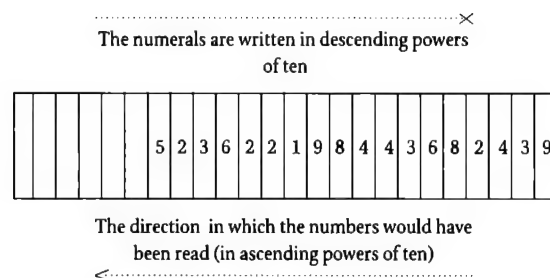 The numerals are written in descending powers
of ten
5 2 3 6 2 2 1 9 8 4 4 3 6 8 2 4 3 9
The direction in which the numbers would have
been read (in ascending powers of ten)